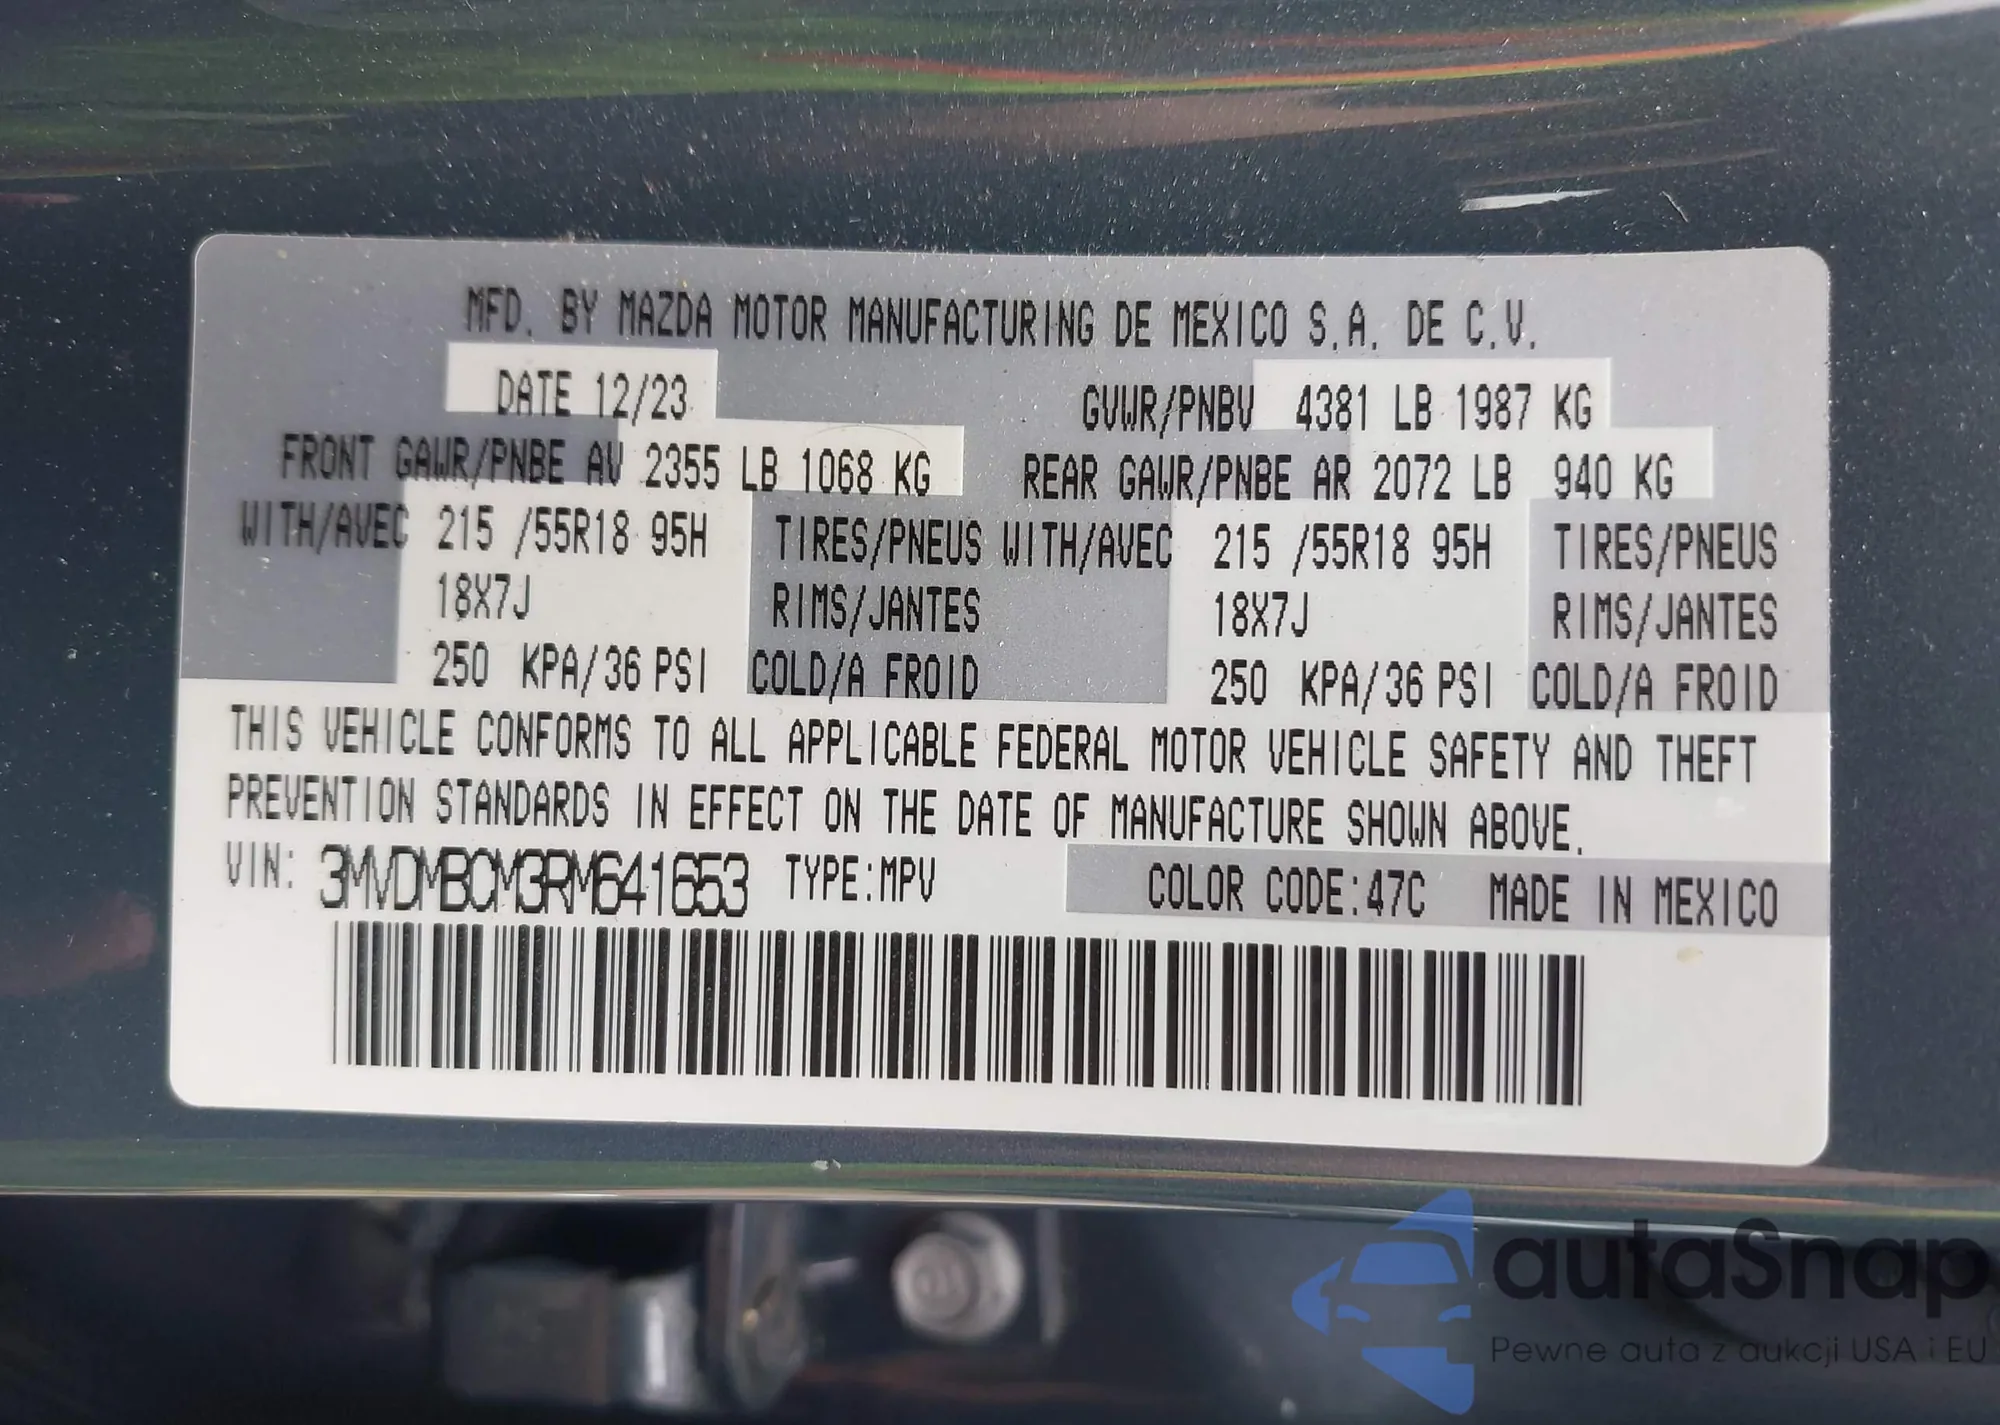 MFD. BY MAZDA MOTOR MANUFACTURING DE MEXICO S.A. DE C.V.
DATE 12/23 GVWR/PNBV 4381 LB 1987 KG
FRONT GAWR/PNBE AV 2355 LB 1068 KG REAR GAWR/PNBE AR 2072 LB 940 KG
WITH/AVEC 215 /55R18 95H TIRES/PNEUS WITH/AVEC 215 /55R18 95H TIRES/PNEUS
18X7J RIMS/JANTES 18X7J RIMS/JANTES
250 KPA/36 PSI COLD/A FROID 250 KPA/36 PSI COLD/A FROID
THIS VEHICLE CONFORMS TO ALL APPLICABLE FEDERAL MOTOR VEHICLE SAFETY AND THEFT
PREVENTION STANDARDS IN EFFECT ON THE DATE OF MANUFACTURE SHOWN ABOVE.
VIN: 3MVDMBCM3RM641653 TYPE:MPV COLOR CODE:47C MADE IN MEXICO
autaSnap
Pewne auta z aukcji USA i EU